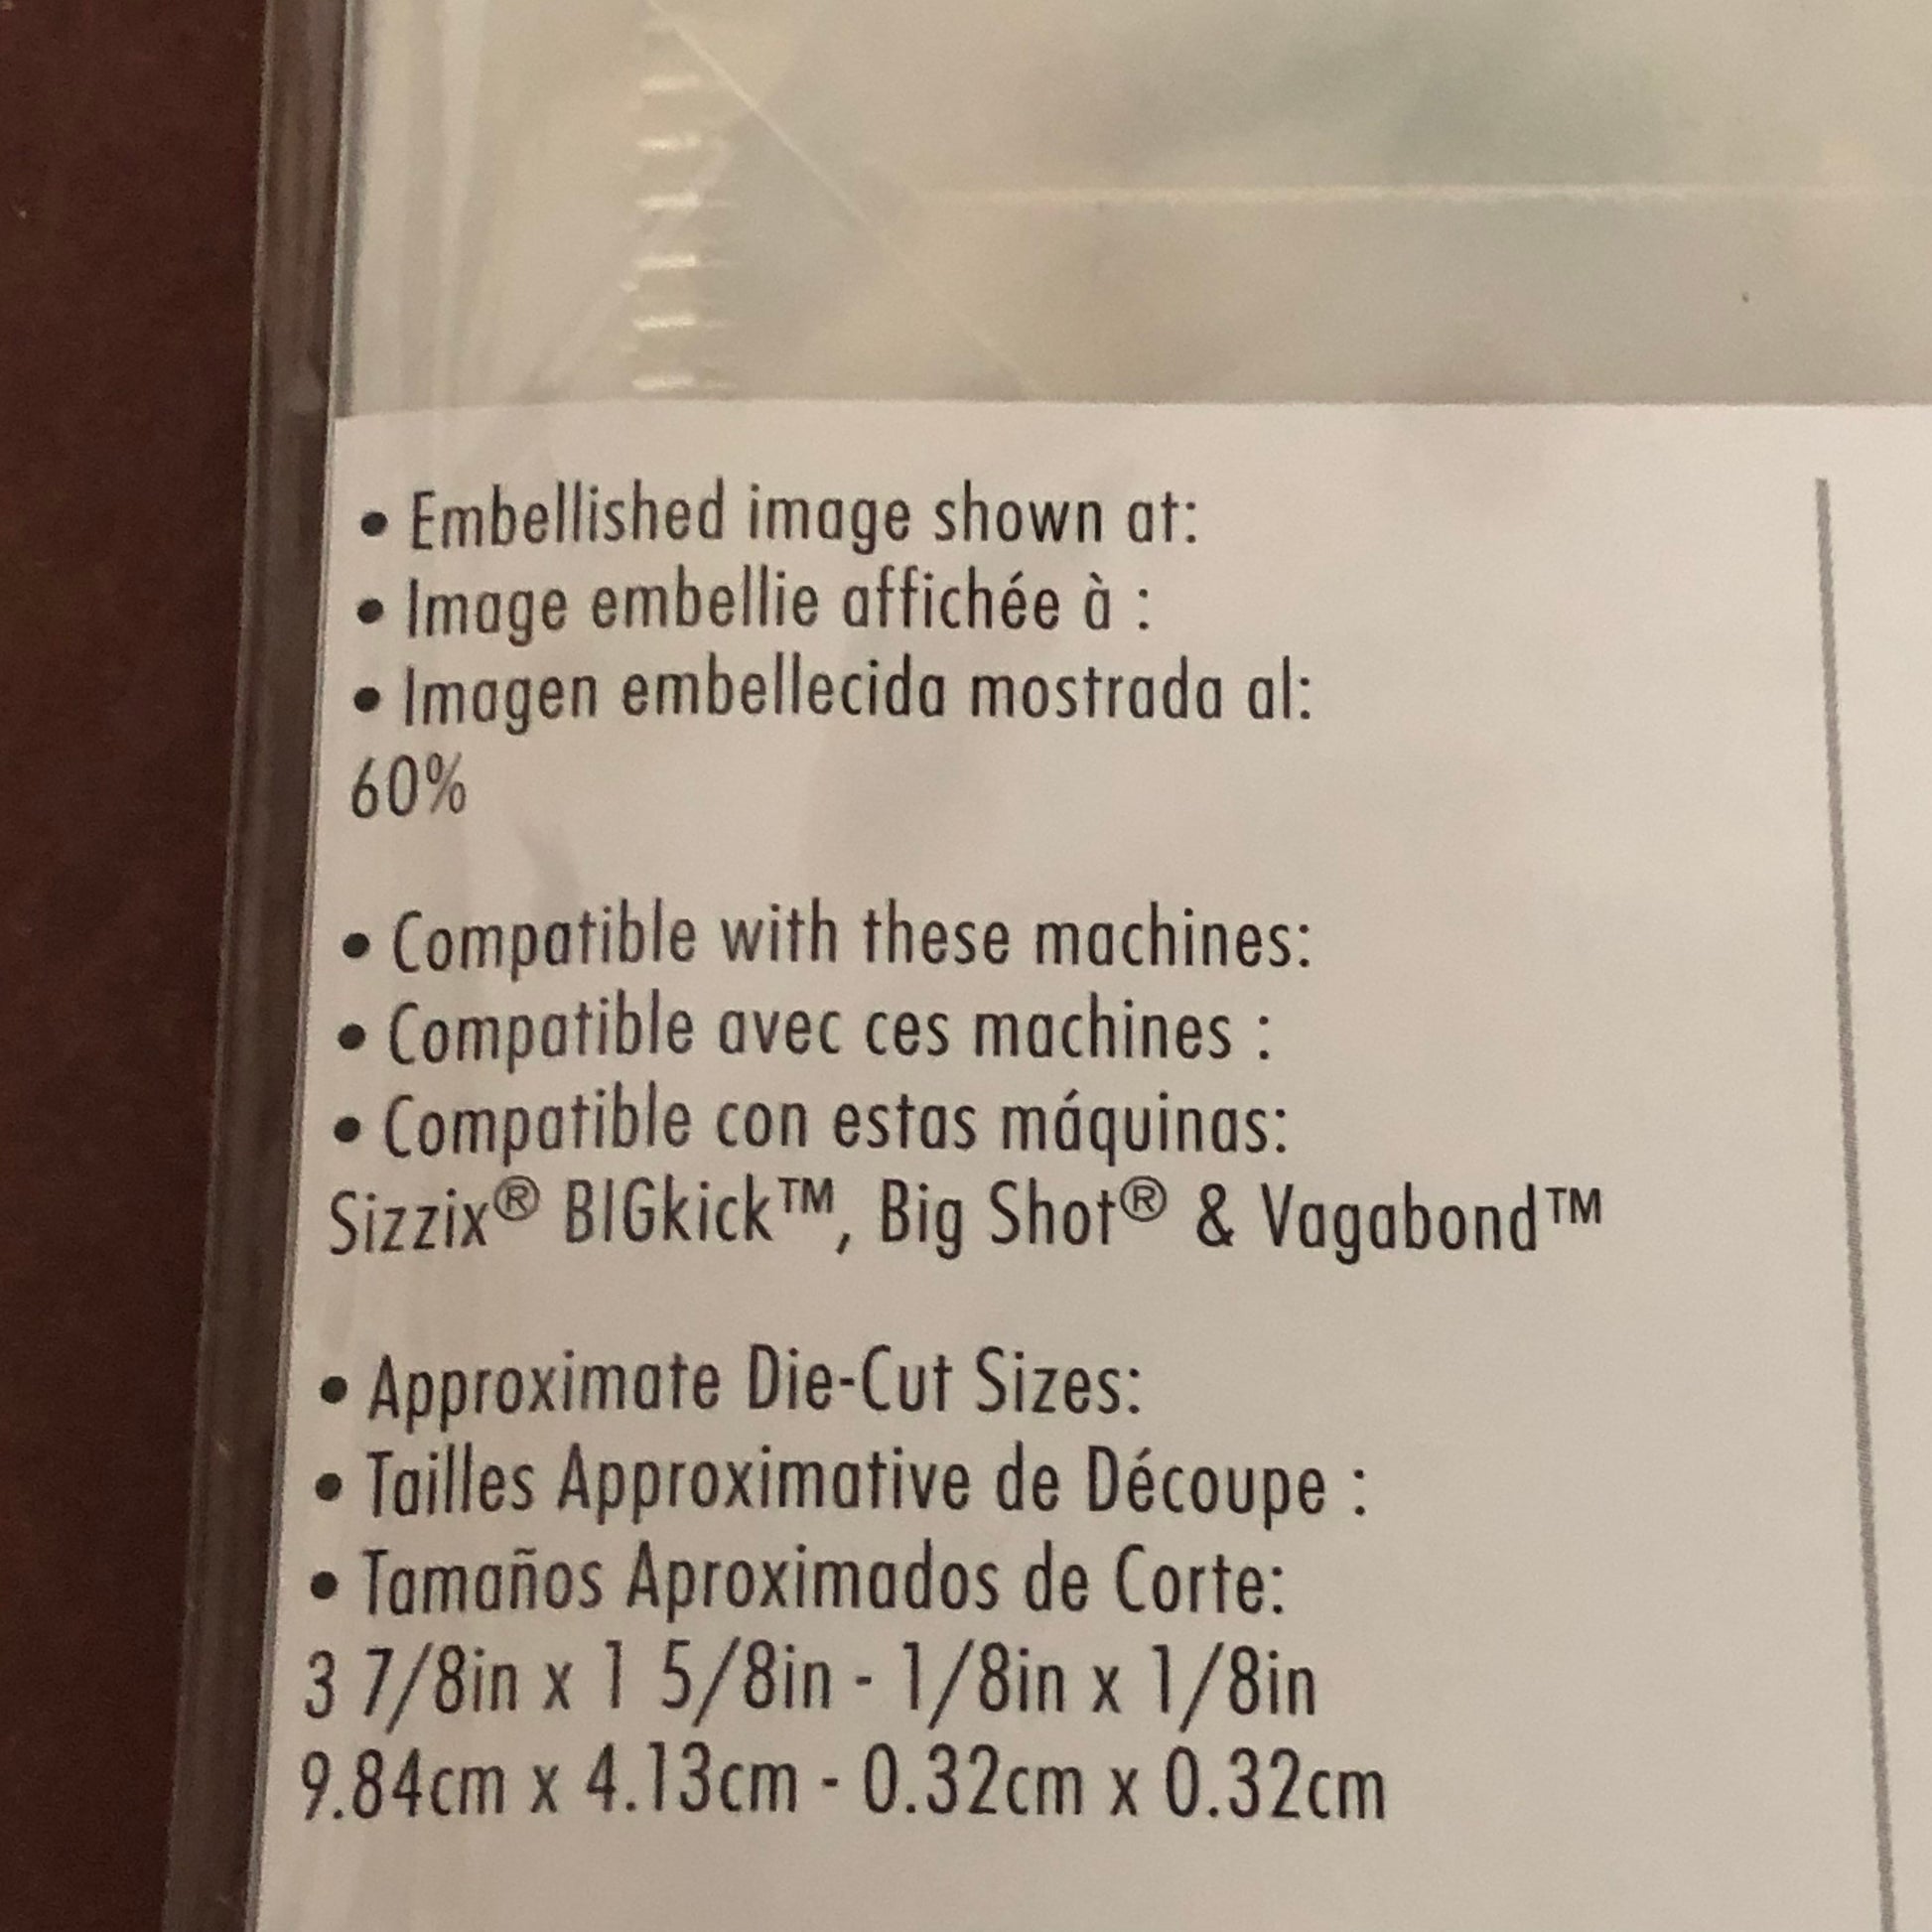 • Embellished image shown at:
• Image embellie affichée à :
• Imagen embellecida mostrada al:
60%
• Compatible with these machines:
• Compatible avec ces machines :
• Compatible con estas máquinas:
Sizzix® BIGkick™, Big Shot® & Vagabond™
• Approximate Die-Cut Sizes:
• Tailles Approximative de Découpe :
• Tamaños Aproximados de Corte:
3 7/8in x 1 5/8in - 1/8in x 1/8in
9.84cm x 4.13cm - 0.32cm x 0.32cm